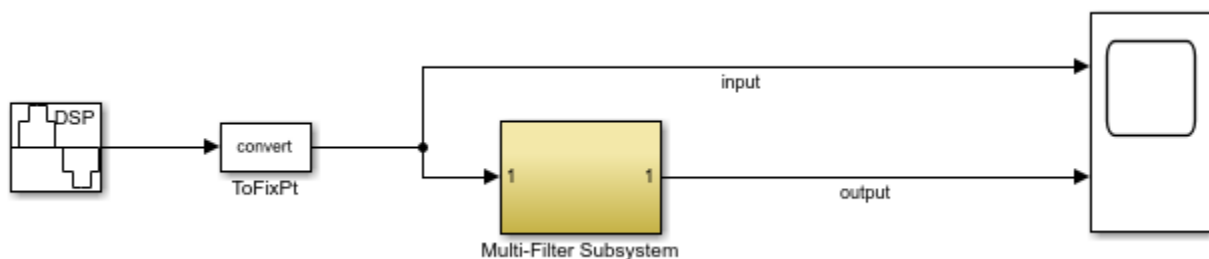 DSP
convert
ToFixPt
input
1
1
output
Multi-Filter Subsystem